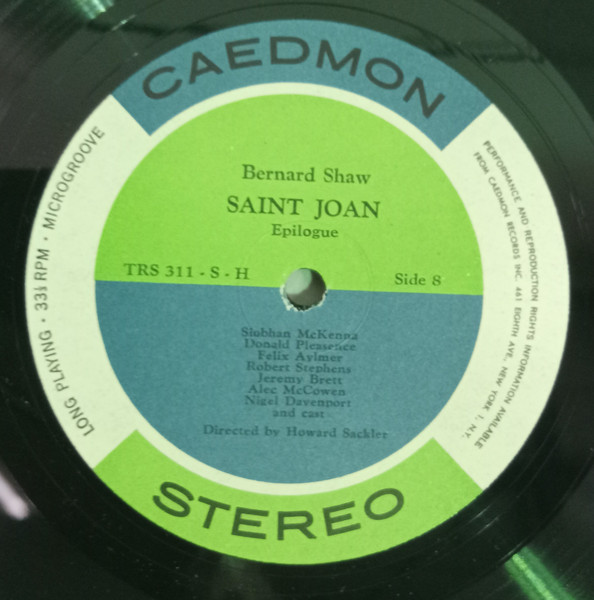 CAEDMON
Bernard Shaw
SAINT JOAN
Epilogue
TRS 311 - S - H
Side 8
Siobhan McKenna
Donald Pleasence
Felix Aylmer
Robert Stephens
Jeremy Brett
Alec McCowen
Nigel Davenport
and cast
Directed by Howard Sackler
STEREO
LONG PLAYING · 33⅓ RPM · MICROGROOVE
PERFORMANCE AND REPRODUCTION RIGHTS INFORMATION AVAILABLE
FROM CAEDMON RECORDS INC. 461 EIGHTH AVE. NEW YORK 1, N.Y.